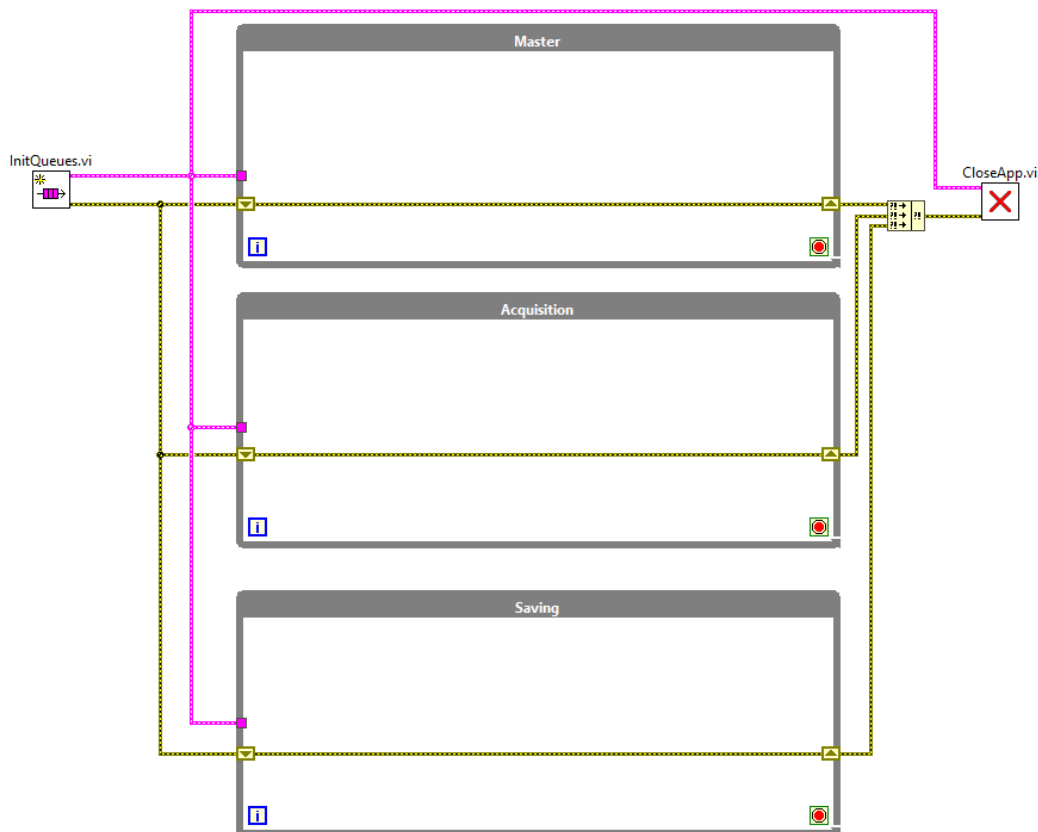 Master
InitQueues.vi
CloseApp.vi
?!
?!
?!
?!
i
Acquisition
i
Saving
i